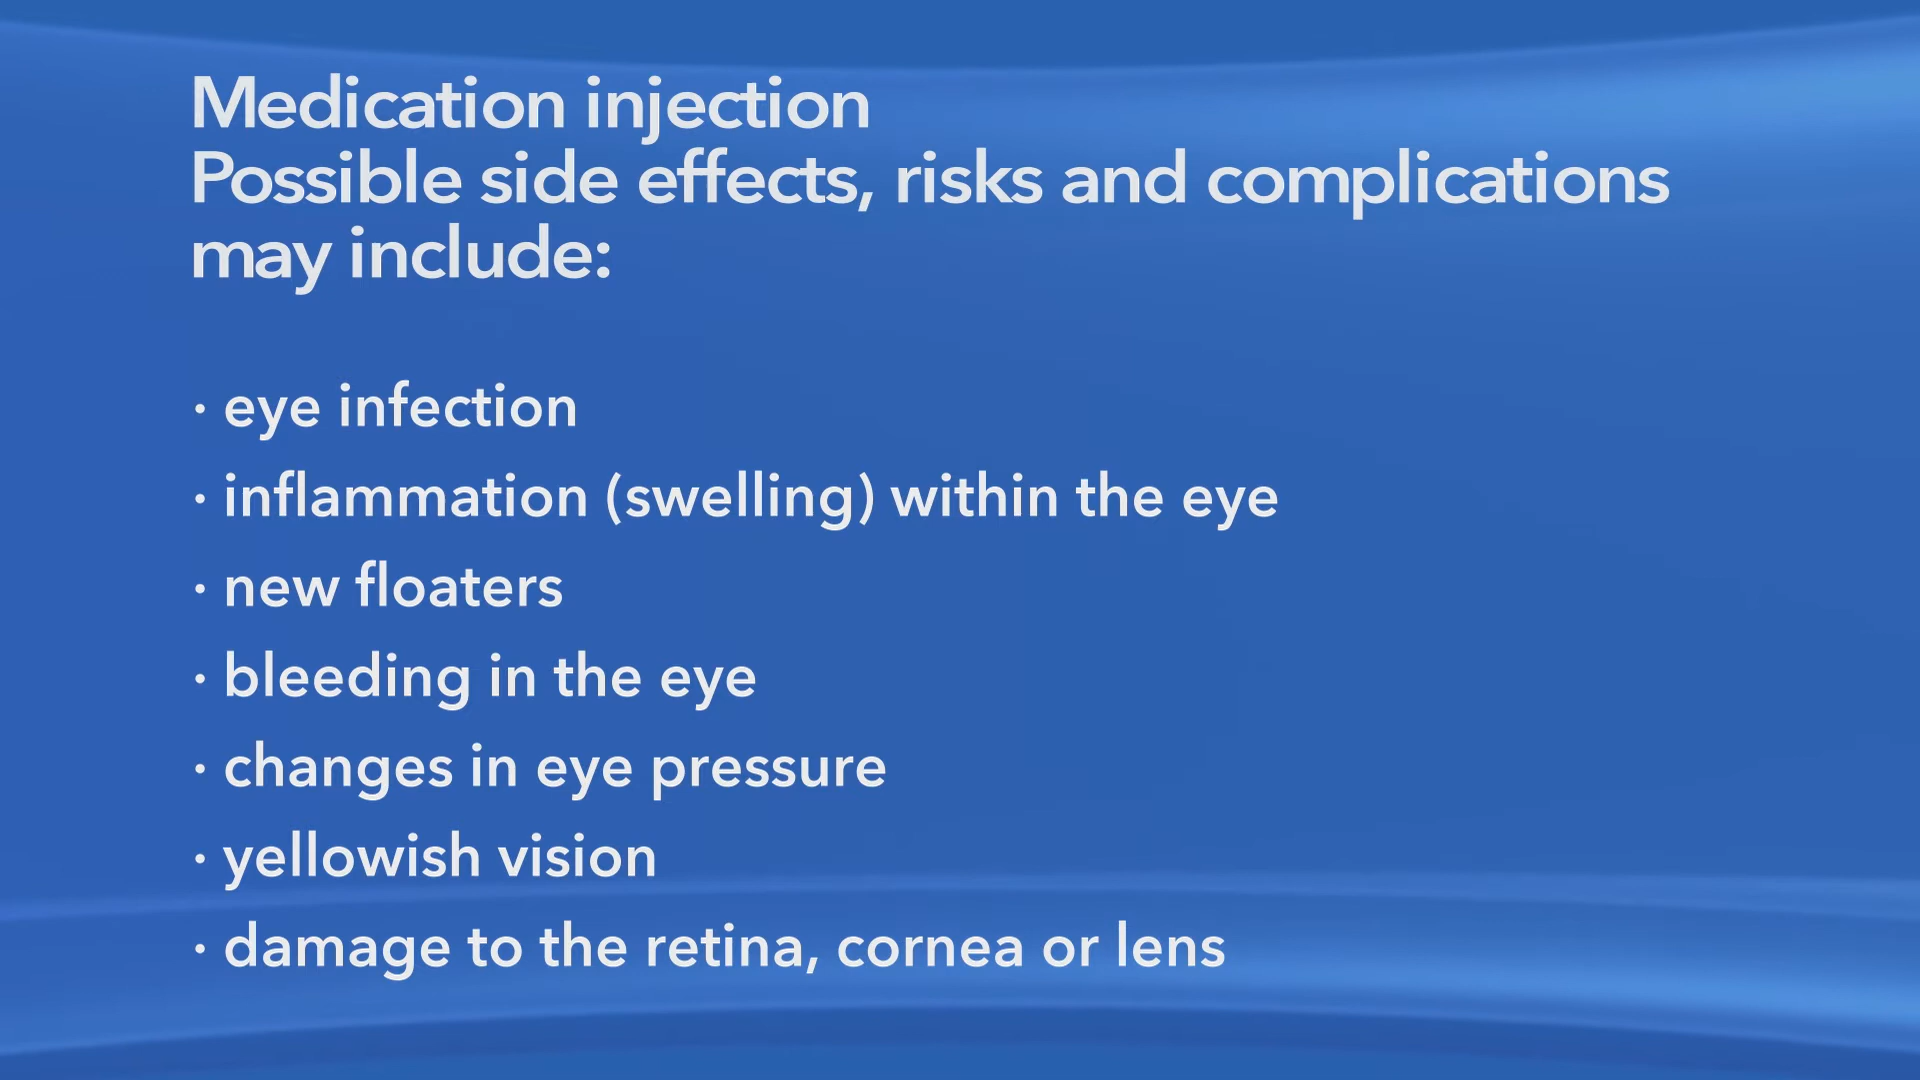 Medication injection
Possible side effects, risks and complications
may include:
· eye infection
· inflammation (swelling) within the eye
· new floaters
· bleeding in the eye
· changes in eye pressure
· yellowish vision
· damage to the retina, cornea or lens